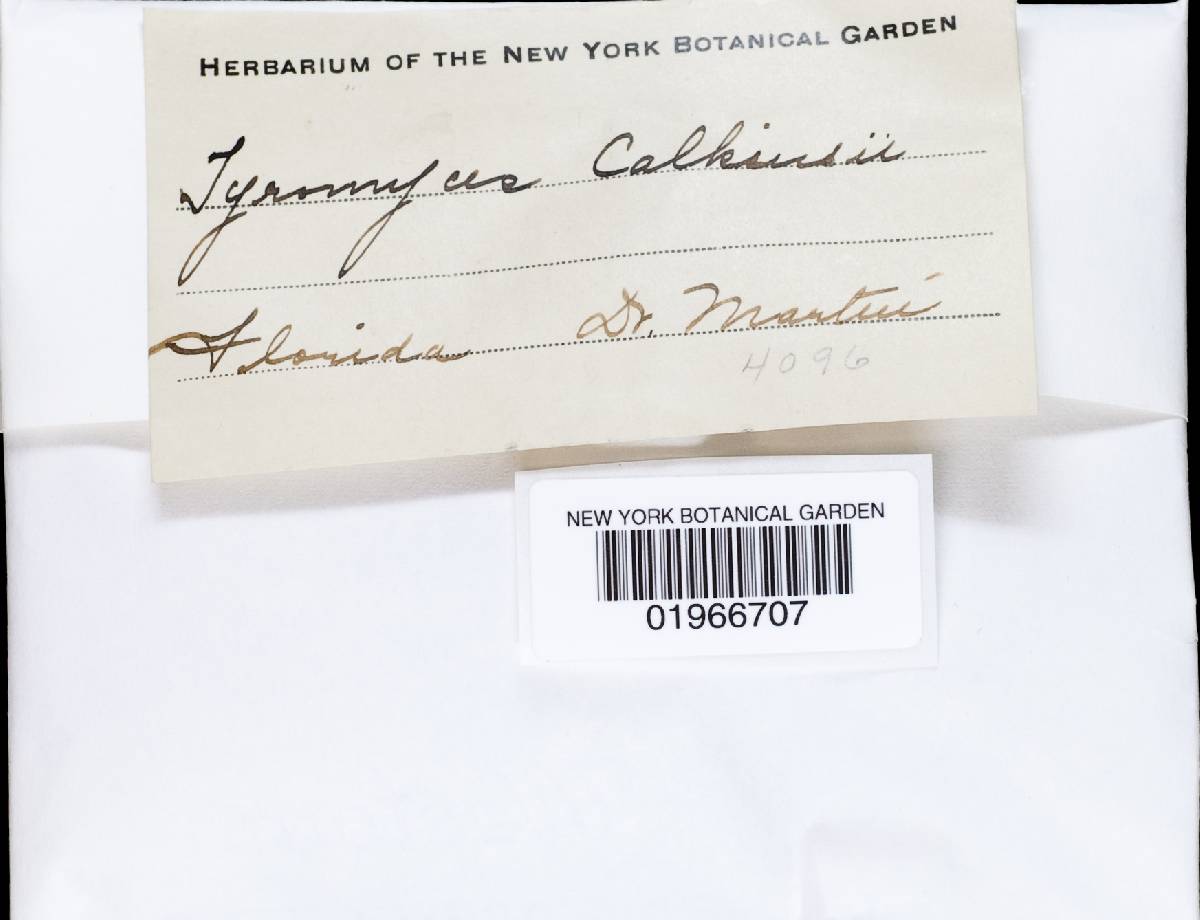 HERBARIUM OF THE NEW YORK BOTANICAL GARDEN
Tyromyces Calkinsii
Florida Dr. Martin
4096
NEW YORK BOTANICAL GARDEN
01966707